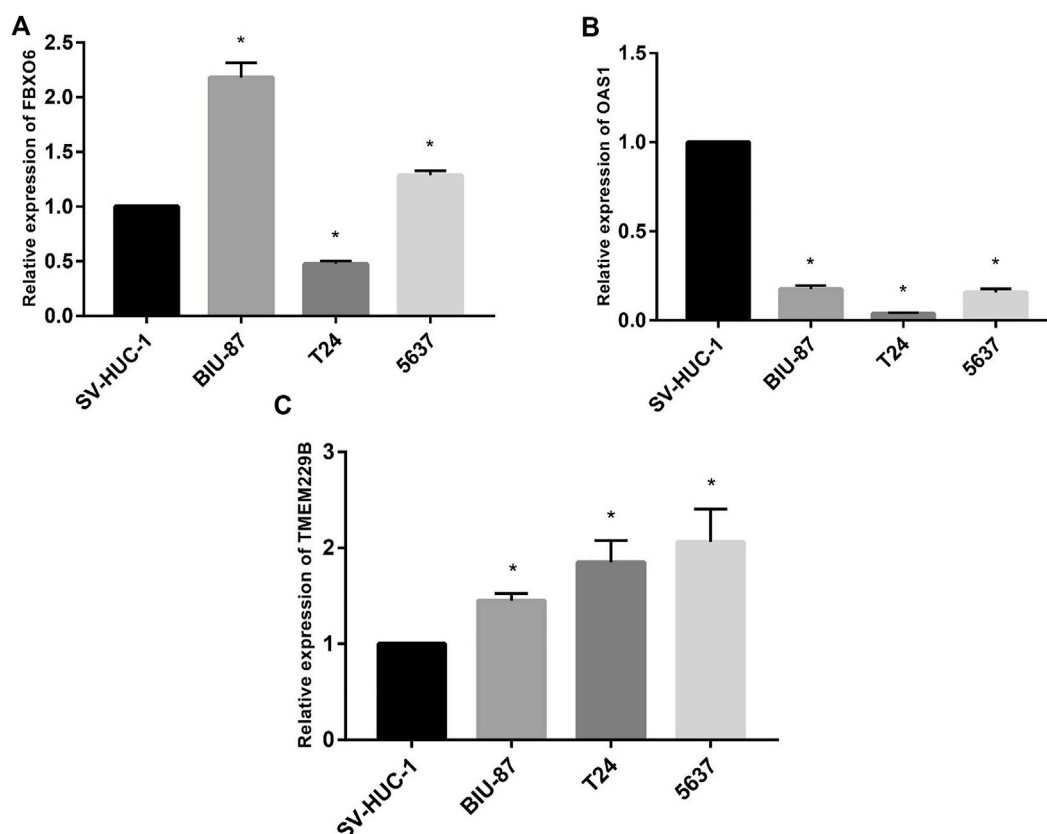 A
Relative expression of FBXO6
2.5
2.0
1.5
1.0
0.5
0.0
*
*
*
SV-HUC-1
BIU-87
T24
5637
B
Relative expression of OAS1
1.5
1.0
0.5
0.0
*
*
*
SV-HUC-1
BIU-87
T24
5637
C
Relative expression of TMEM229B
3
2
1
0
*
*
*
SV-HUC-1
BIU-87
T24
5637